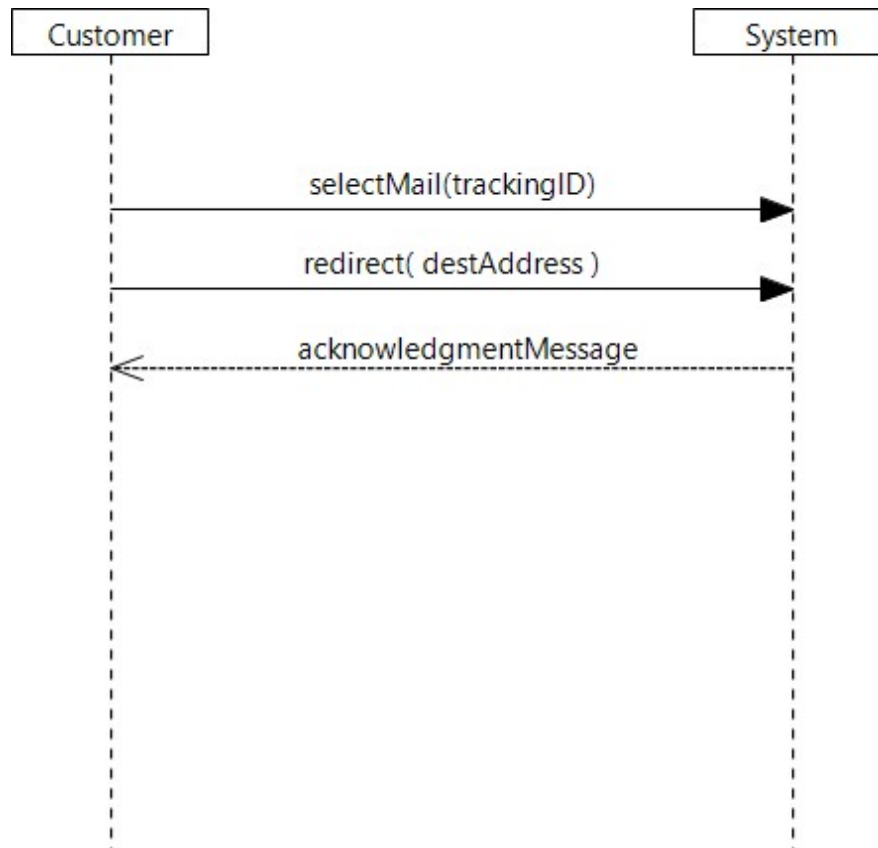 Customer
System
selectMail(trackingID)
redirect( destAddress )
acknowledgmentMessage